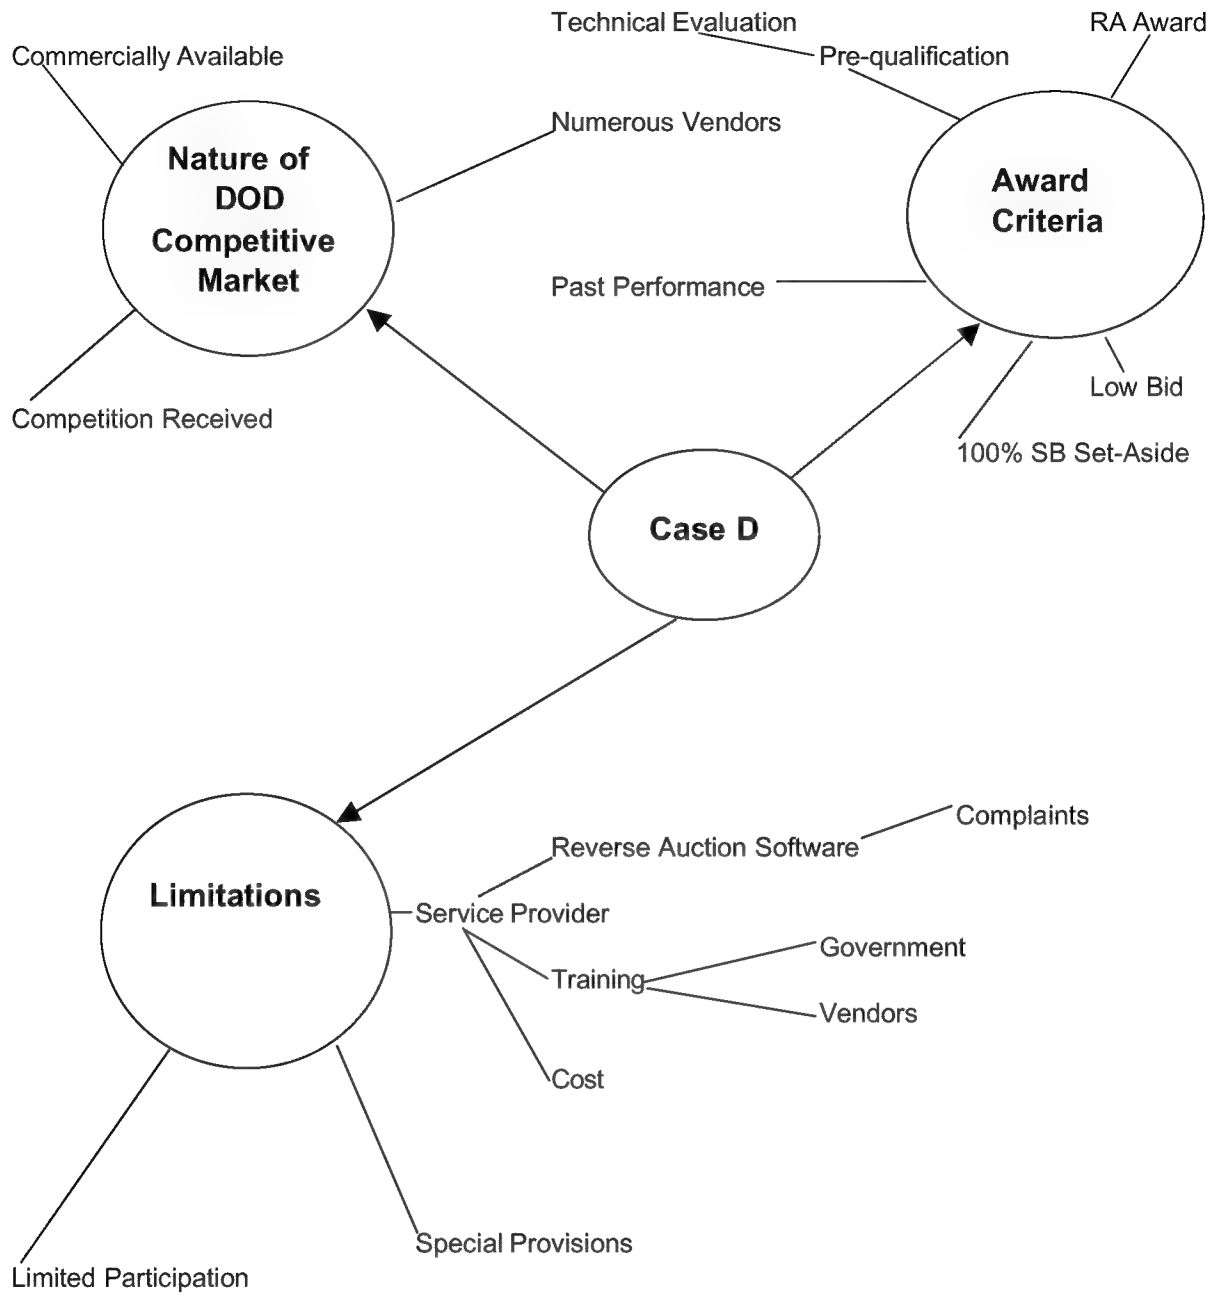 Technical Evaluation
RA Award
Commercially Available
Pre-qualification
Numerous Vendors
Nature of
DOD
Competitive
Market
Award
Criteria
Past Performance
Low Bid
Competition Received
100% SB Set-Aside
Case D
Complaints
Reverse Auction Software
Limitations
Service Provider
Government
Training
Vendors
Cost
Special Provisions
Limited Participation